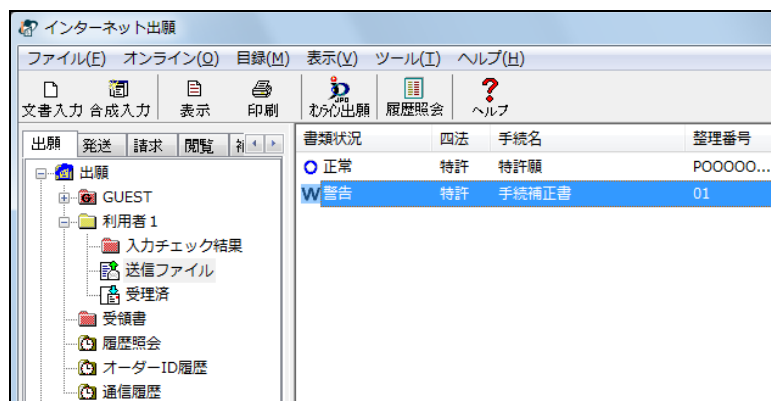 インターネット出願
ファイル(F) オンライン(O) 目録(M) 表示(V) ツール(T) ヘルプ(H)
文書入力 合成入力 表示 印刷 オンライン出願 履歴照会 ヘルプ
出願 発送 請求 閲覧
書類状況 四法 手続名 整理番号
出願
正常 特許 特許願 P00000...
GUEST
W警告 特許 手続補正書 01
利用者1
入力チェック結果
送信ファイル
受理済
受領書
履歴照会
オーダーID履歴
通信履歴